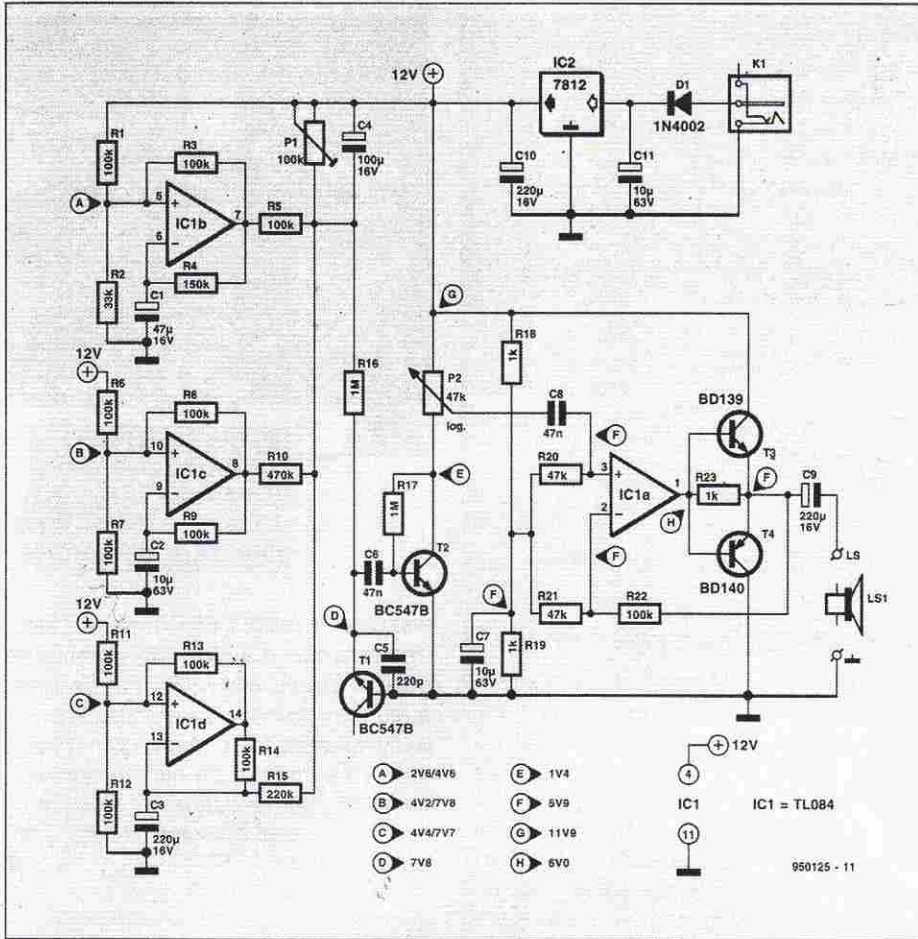 12V
IC2
7812
D1
1N4002
K1
R1
100k
R3
100k
P1
100k
C4
100µ
16V
C10
220µ
16V
C11
10µ
63V
A
5
+
IC1b
7
R5
100k
6
−
R4
150k
R2
33k
C1
47µ
16V
G
12V
R6
100k
R8
100k
R16
1M
P2
47k
log.
R18
1k
C8
47n
BD139
T3
B
10
+
IC1c
8
R10
470k
9
−
R9
100k
R7
100k
C2
10µ
63V
R17
1M
E
F
R20
47k
3
+
IC1a
1
2
−
H
R23
1k
F
C9
220µ
16V
T4
BD140
LS
LS1
12V
R11
100k
R13
100k
C6
47n
T2
BC547B
F
F
R21
47k
R22
100k
D
C5
220p
C7
10µ
63V
R19
1k
T1
BC547B
C
12
+
IC1d
14
13
−
R14
100k
R15
220k
R12
100k
C3
220µ
16V
A 2V6/4V6
B 4V2/7V8
C 4V4/7V7
D 7V8
E 1V4
F 5V9
G 11V9
H 6V0
12V
4
IC1
11
IC1 = TL084
950125 - 11